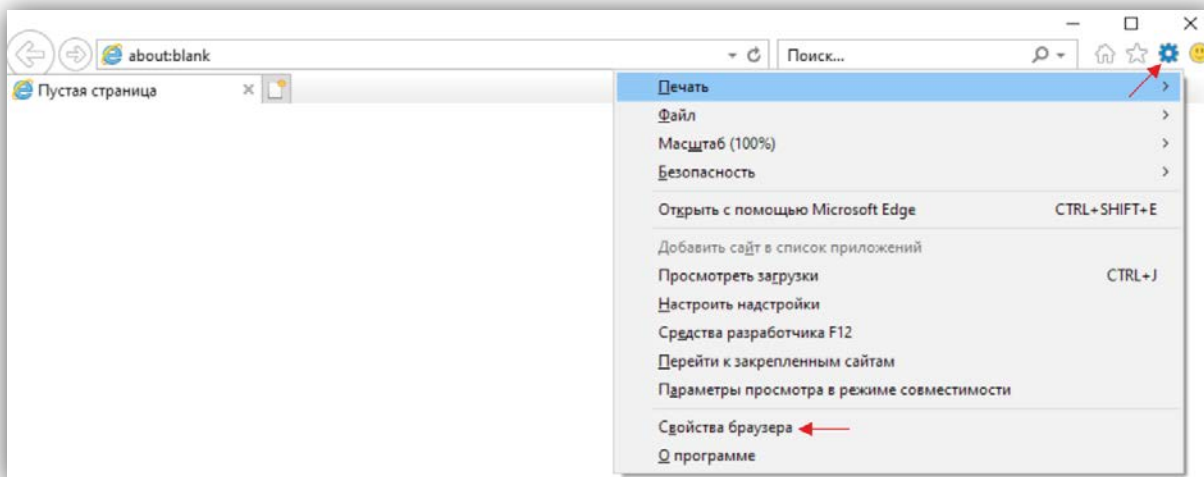 about:blank
Поиск...
Пустая страница
Печать
Файл
Масштаб (100%)
Безопасность
Открыть с помощью Microsoft Edge CTRL+SHIFT+E
Добавить сайт в список приложений
Просмотреть загрузки CTRL+J
Настроить надстройки
Средства разработчика F12
Перейти к закрепленным сайтам
Параметры просмотра в режиме совместимости
Свойства браузера
О программе